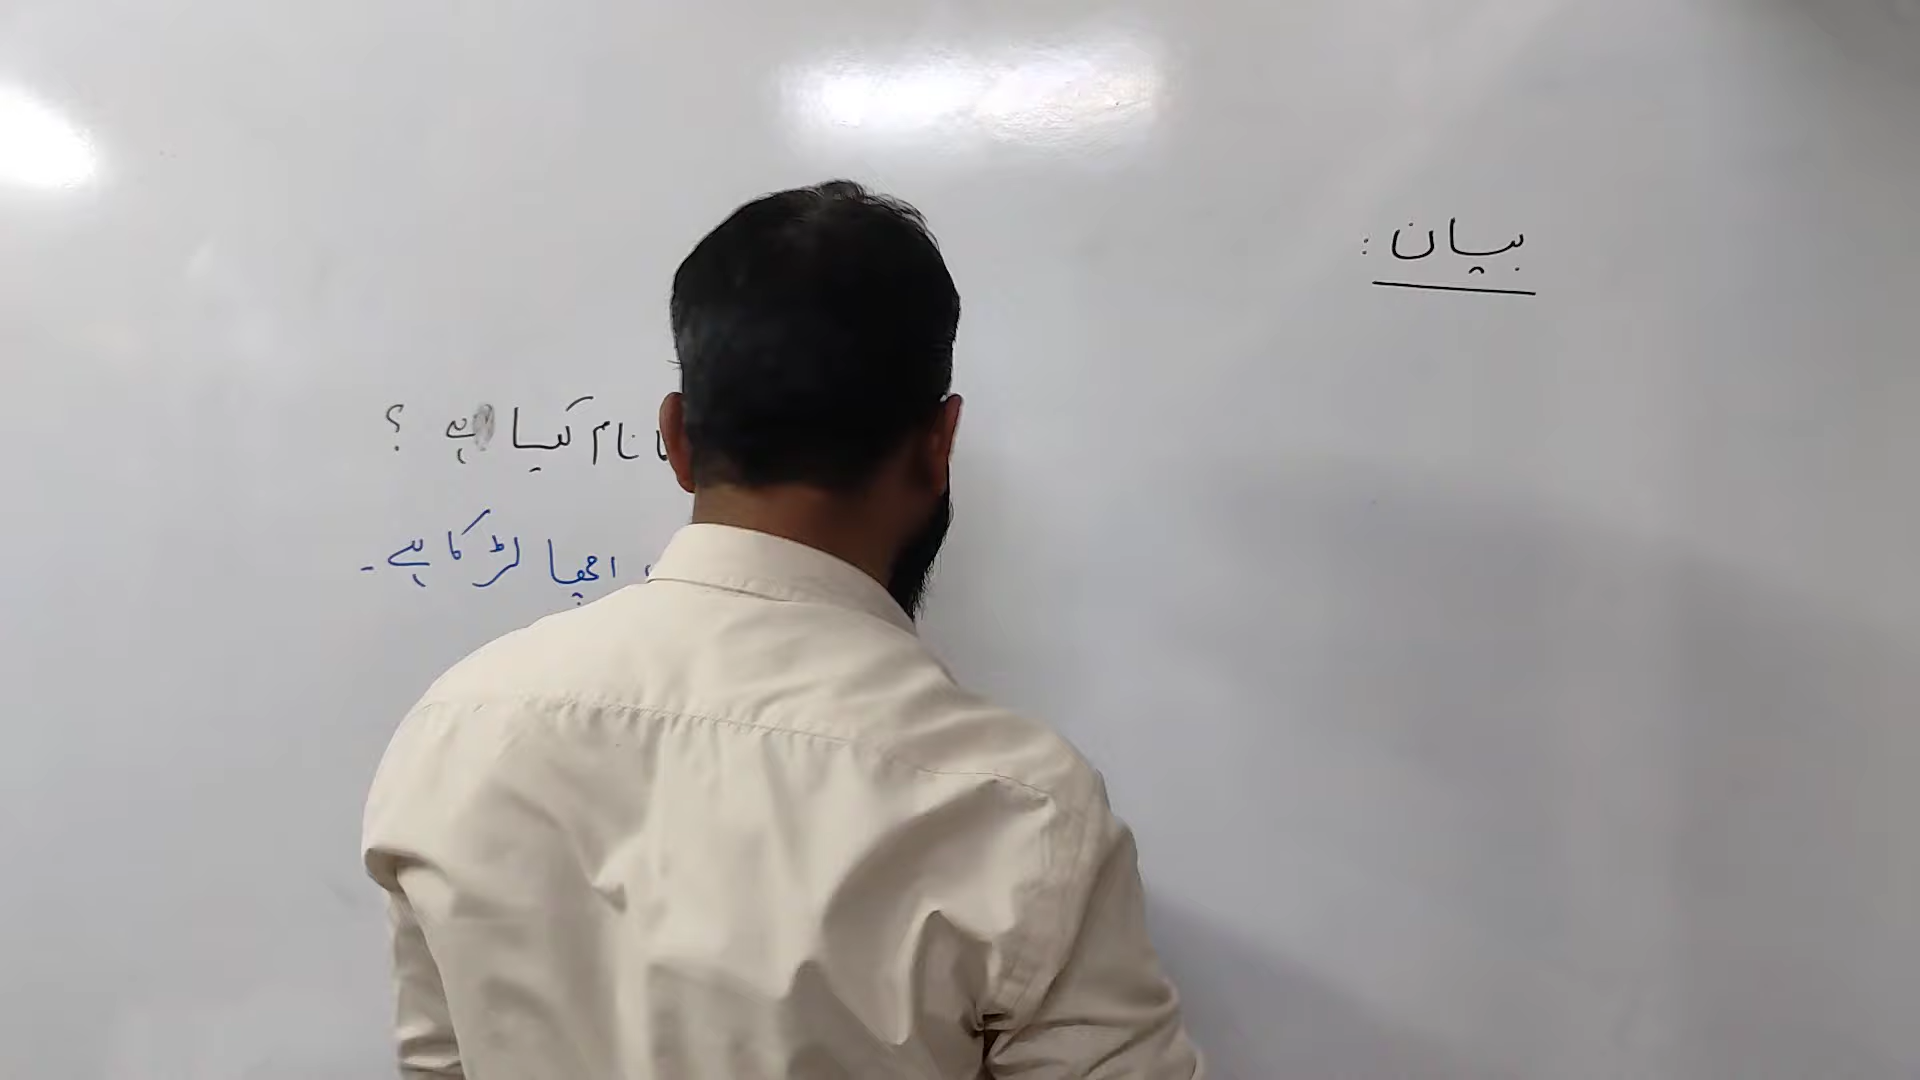 بیان :
نام کیا ہے ؟
اچھا لڑکا ہے ۔